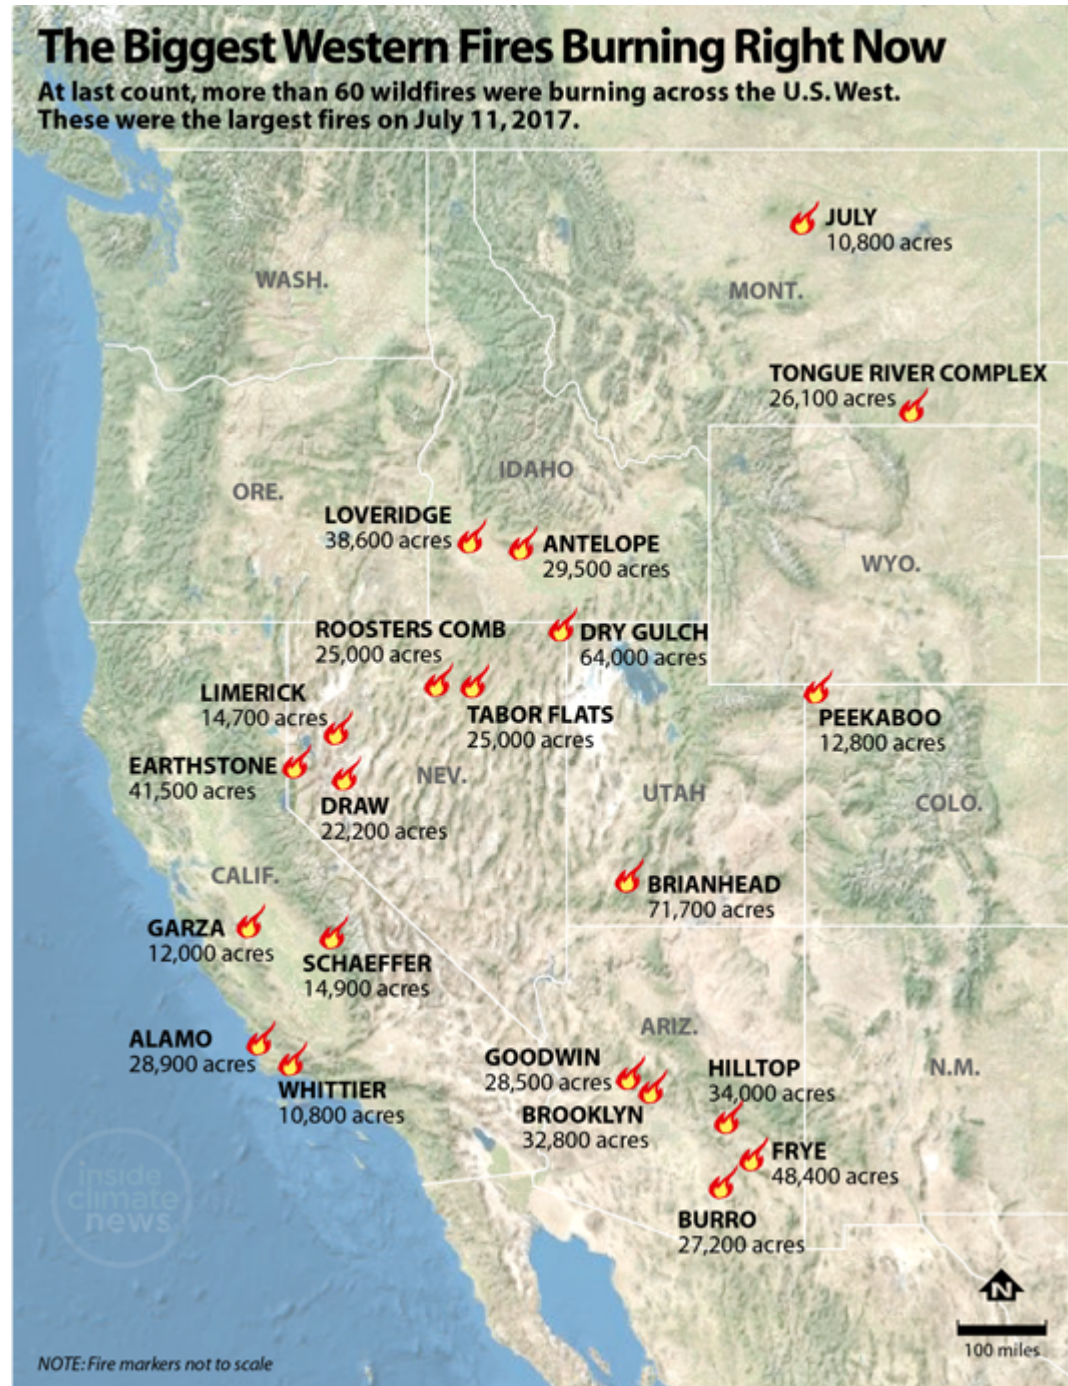 The Biggest Western Fires Burning Right Now
At last count, more than 60 wildfires were burning across the U.S. West.
These were the largest fires on July 11, 2017.
JULY
10,800 acres
WASH.
MONT.
TONGUE RIVER COMPLEX
26,100 acres
IDAHO
ORE.
LOVERIDGE
38,600 acres
ANTELOPE
29,500 acres
WYO.
ROOSTERS COMB
25,000 acres
DRY GULCH
64,000 acres
LIMERICK
14,700 acres
TABOR FLATS
25,000 acres
PEEKABOO
12,800 acres
EARTHSTONE
41,500 acres
NEV.
DRAW
22,200 acres
UTAH
COLO.
CALIF.
BRIANHEAD
71,700 acres
GARZA
12,000 acres
SCHAEFFER
14,900 acres
ARIZ.
ALAMO
28,900 acres
GOODWIN
28,500 acres
HILLTOP
34,000 acres
N.M.
WHITTIER
10,800 acres
BROOKLYN
32,800 acres
FRYE
48,400 acres
inside
climate
news
BURRO
27,200 acres
N
100 miles
NOTE: Fire markers not to scale